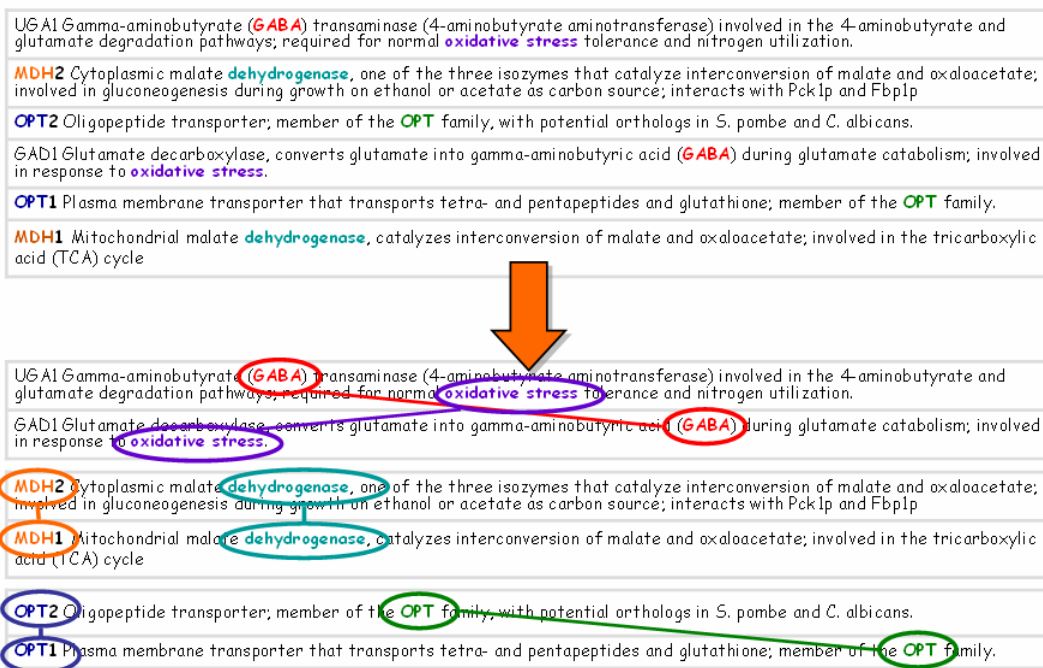 UGA1 Gamma-aminobutyrate (GABA) transaminase (4-aminobutyrate aminotransferase) involved in the 4-aminobutyrate and
glutamate degradation pathways; required for normal oxidative stress tolerance and nitrogen utilization.
MDH2 Cytoplasmic malate dehydrogenase, one of the three isozymes that catalyze interconversion of malate and oxaloacetate;
involved in gluconeogenesis during growth on ethanol or acetate as carbon source; interacts with Pck1p and Fbp1p
OPT2 Oligopeptide transporter; member of the OPT family, with potential orthologs in S. pombe and C. albicans.
GAD1 Glutamate decarboxylase, converts glutamate into gamma-aminobutyric acid (GABA) during glutamate catabolism; involved
in response to oxidative stress.
OPT1 Plasma membrane transporter that transports tetra- and pentapeptides and glutathione; member of the OPT family.
MDH1 Mitochondrial malate dehydrogenase, catalyzes interconversion of malate and oxaloacetate; involved in the tricarboxylic
acid (TCA) cycle
UGA1 Gamma-aminobutyrate (GABA) transaminase (4-aminobutyrate aminotransferase) involved in the 4-aminobutyrate and
glutamate degradation pathways; required for normal oxidative stress tolerance and nitrogen utilization.
GAD1 Glutamate decarboxylase, converts glutamate into gamma-aminobutyric acid (GABA) during glutamate catabolism; involved
in response to oxidative stress.
MDH2 Cytoplasmic malate dehydrogenase, one of the three isozymes that catalyze interconversion of malate and oxaloacetate;
involved in gluconeogenesis during growth on ethanol or acetate as carbon source; interacts with Pck1p and Fbp1p
MDH1 Mitochondrial malate dehydrogenase, catalyzes interconversion of malate and oxaloacetate; involved in the tricarboxylic
acid (TCA) cycle
OPT2 Oligopeptide transporter; member of the OPT family, with potential orthologs in S. pombe and C. albicans.
OPT1 Plasma membrane transporter that transports tetra- and pentapeptides and glutathione; member of the OPT family.